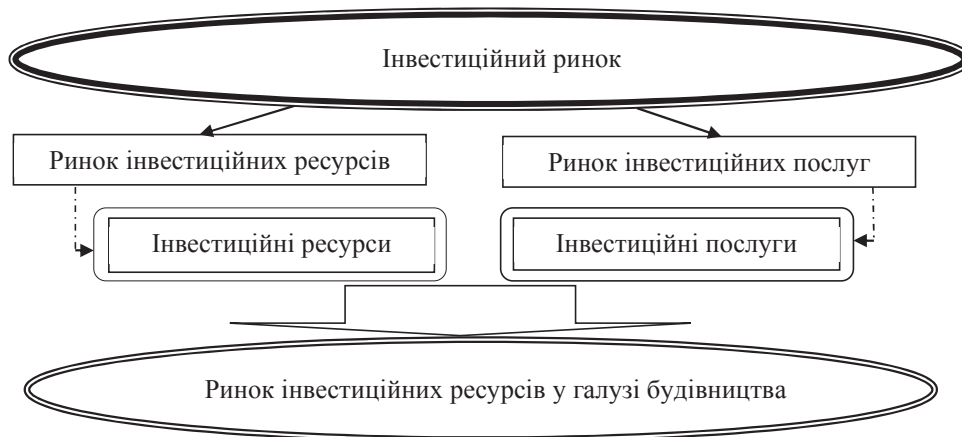 Інвестиційний ринок
Ринок інвестиційних ресурсів
Ринок інвестиційних послуг
Інвестиційні ресурси
Інвестиційні послуги
Ринок інвестиційних ресурсів у галузі будівництва